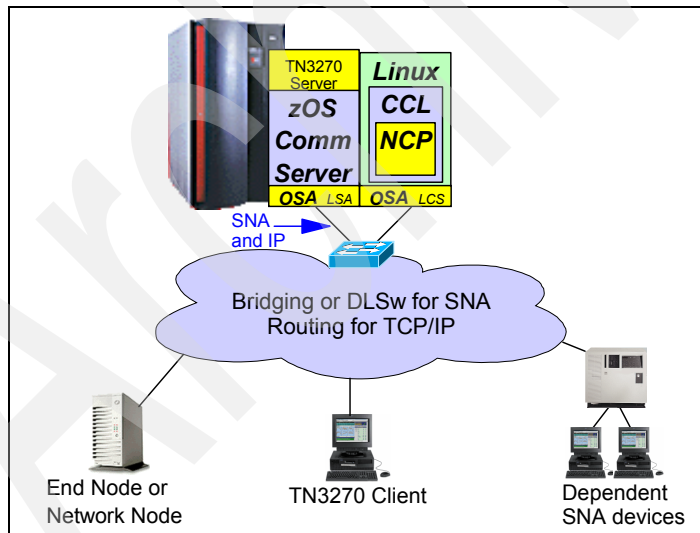 TN3270
Server
zOS
Comm
Server
Linux
CCL
NCP
OSA LSA
OSA LCS
SNA
and IP
Bridging or DLSw for SNA
Routing for TCP/IP
End Node or
Network Node
TN3270 Client
Dependent
SNA devices